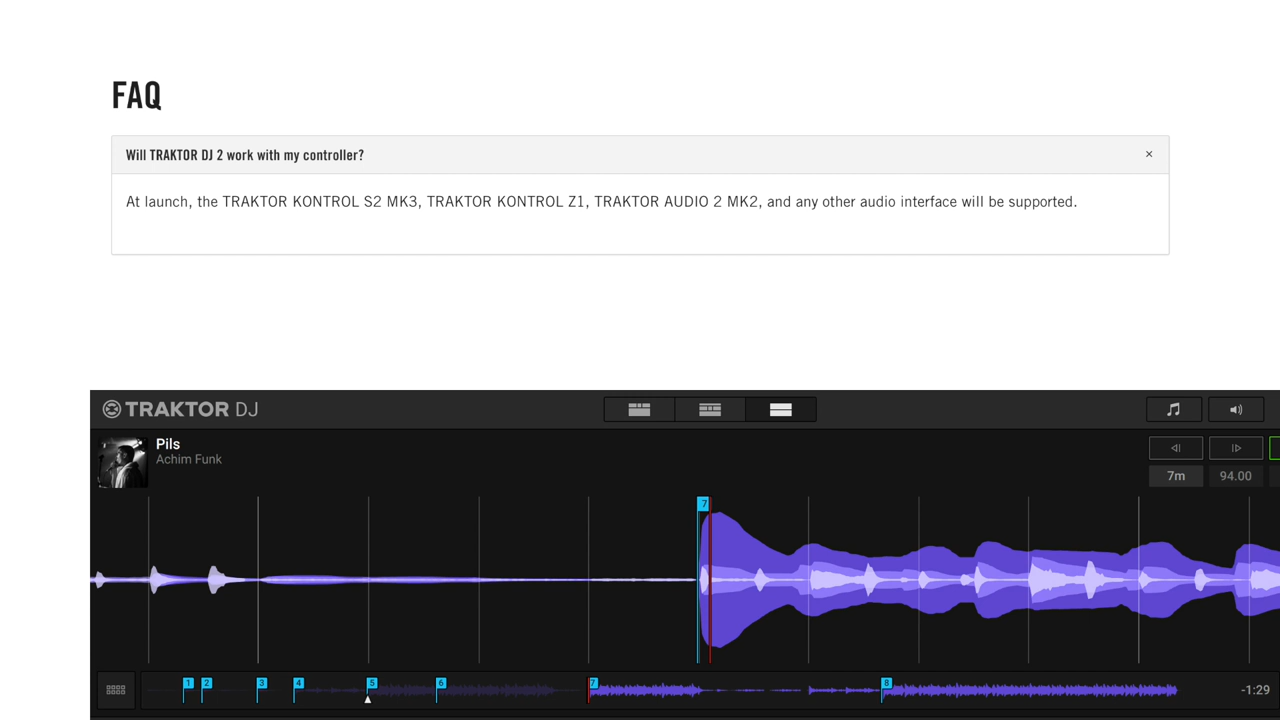 FAQ
Will TRAKTOR DJ 2 work with my controller? ×
At launch, the TRAKTOR KONTROL S2 MK3, TRAKTOR KONTROL Z1, TRAKTOR AUDIO 2 MK2, and any other audio interface will be supported.
TRAKTOR DJ
Pils
Achim Funk
7m 94.00
7
1 2 3 4 5 6 7 8 -1:29